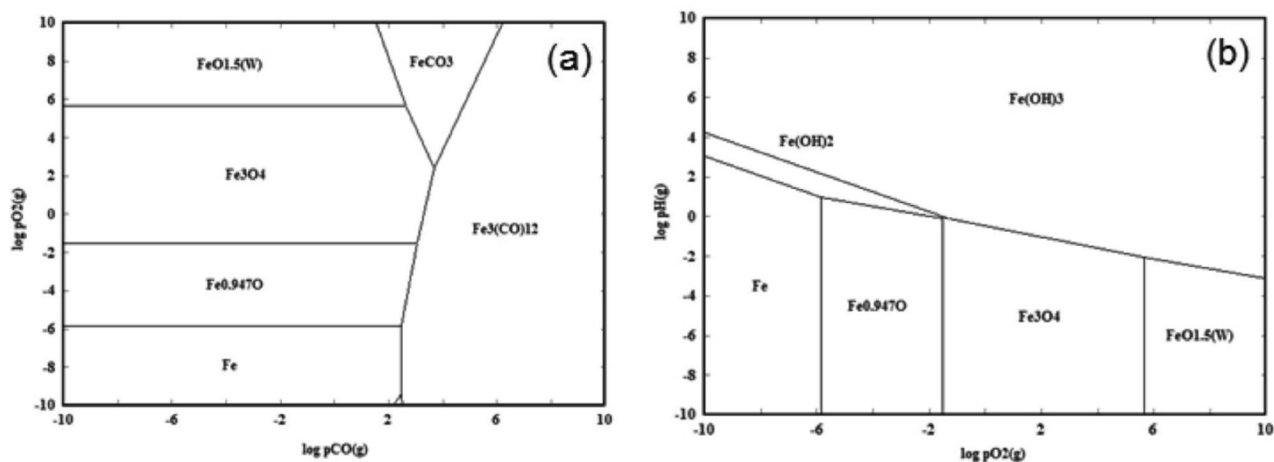 (a)
10
8
6
4
2
0
-2
-4
-6
-8
-10
log pO2(g)
FeO1.5(W)
FeCO3
Fe3O4
Fe3(CO)12
Fe0.947O
Fe
-10 -6 -2 2 6 10
log pCO(g)
(b)
10
8
6
4
2
0
-2
-4
-6
-8
-10
log pH(g)
Fe(OH)3
Fe(OH)2
Fe
Fe0.947O
Fe3O4
FeO1.5(W)
-10 -6 -2 2 6 10
log pO2(g)